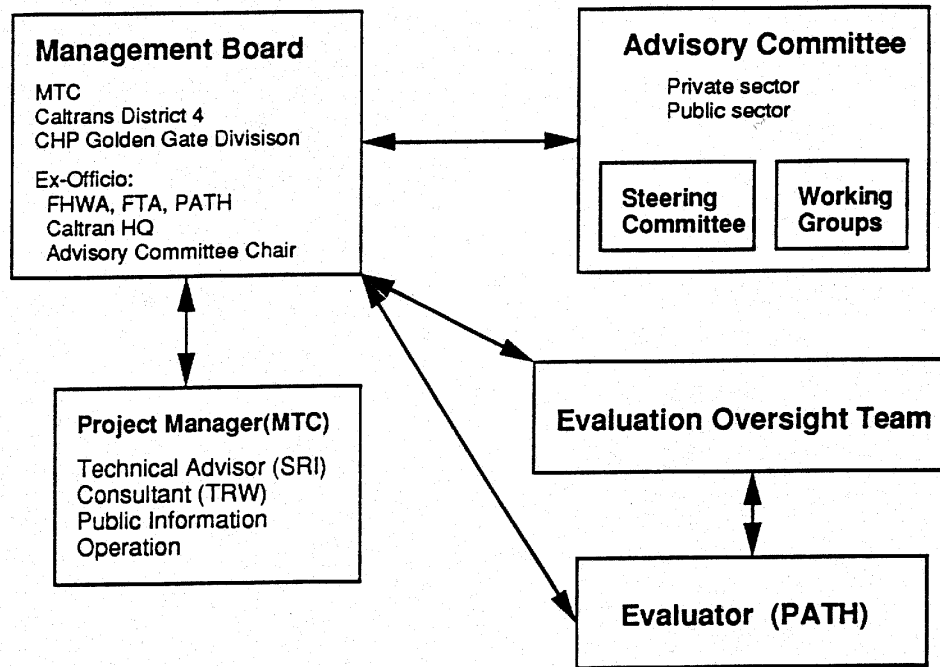 Management Board
MTC
Caltrans District 4
CHP Golden Gate Divisison
Ex-Officio:
FHWA, FTA, PATH
Caltran HQ
Advisory Committee Chair
Advisory Committee
Private sector
Public sector
Steering
Committee
Working
Groups
Project Manager(MTC)
Technical Advisor (SRI)
Consultant (TRW)
Public Information
Operation
Evaluation Oversight Team
Evaluator (PATH)